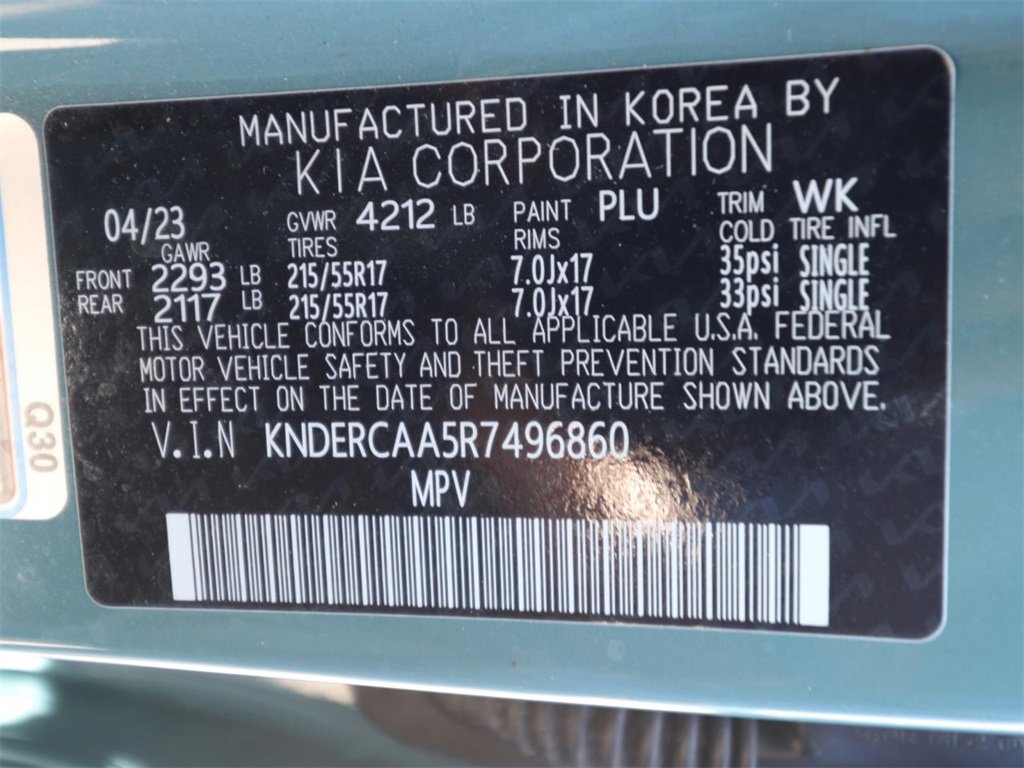 MANUFACTURED IN KOREA BY
KIA CORPORATION
04/23 GVWR 4212 LB PAINT PLU TRIM WK
GAWR TIRES RIMS COLD TIRE INFL
FRONT 2293 LB 215/55R17 7.0Jx17 35psi SINGLE
REAR 2117 LB 215/55R17 7.0Jx17 33psi SINGLE
THIS VEHICLE CONFORMS TO ALL APPLICABLE U.S.A. FEDERAL
MOTOR VEHICLE SAFETY AND THEFT PREVENTION STANDARDS
IN EFFECT ON THE DATE OF MANUFACTURE SHOWN ABOVE.
V.I.N KNDERCAA5R7496860
MPV
Q30